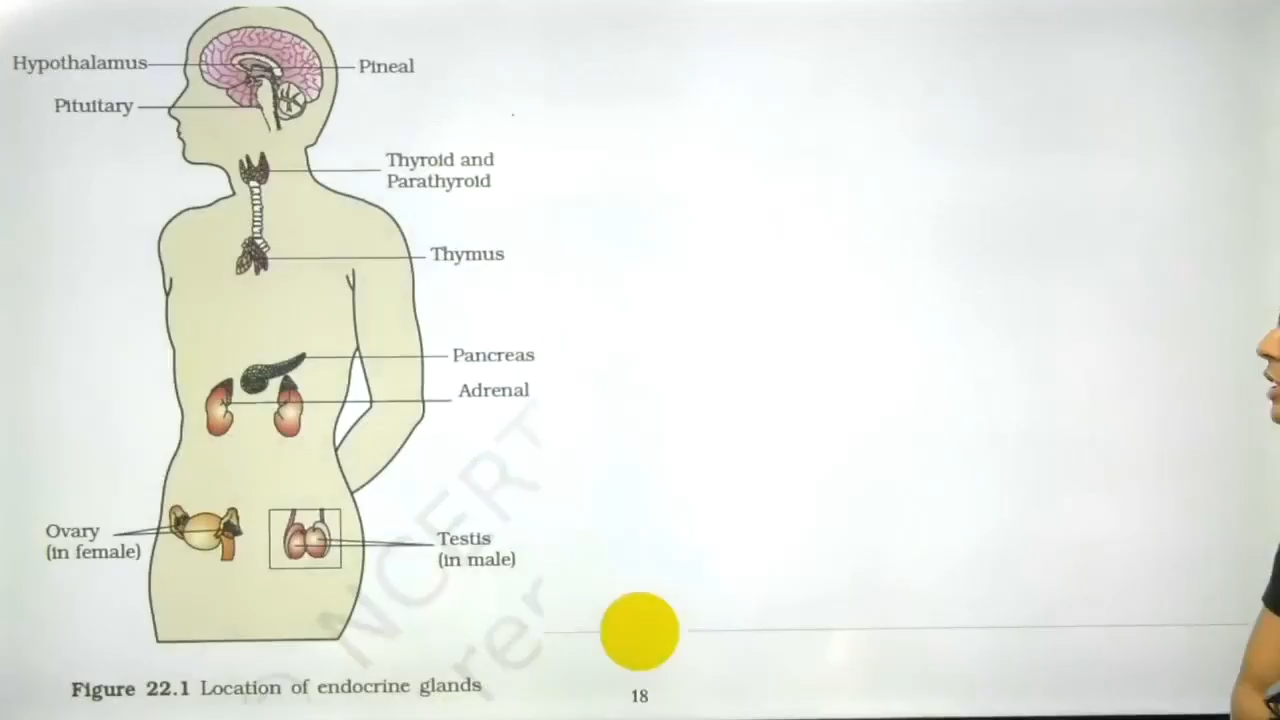 Hypothalamus
Pineal
Pituitary
Thyroid and
Parathyroid
Thymus
Pancreas
Adrenal
Ovary
(in female)
Testis
(in male)
NCERT
Figure 22.1 Location of endocrine glands
18